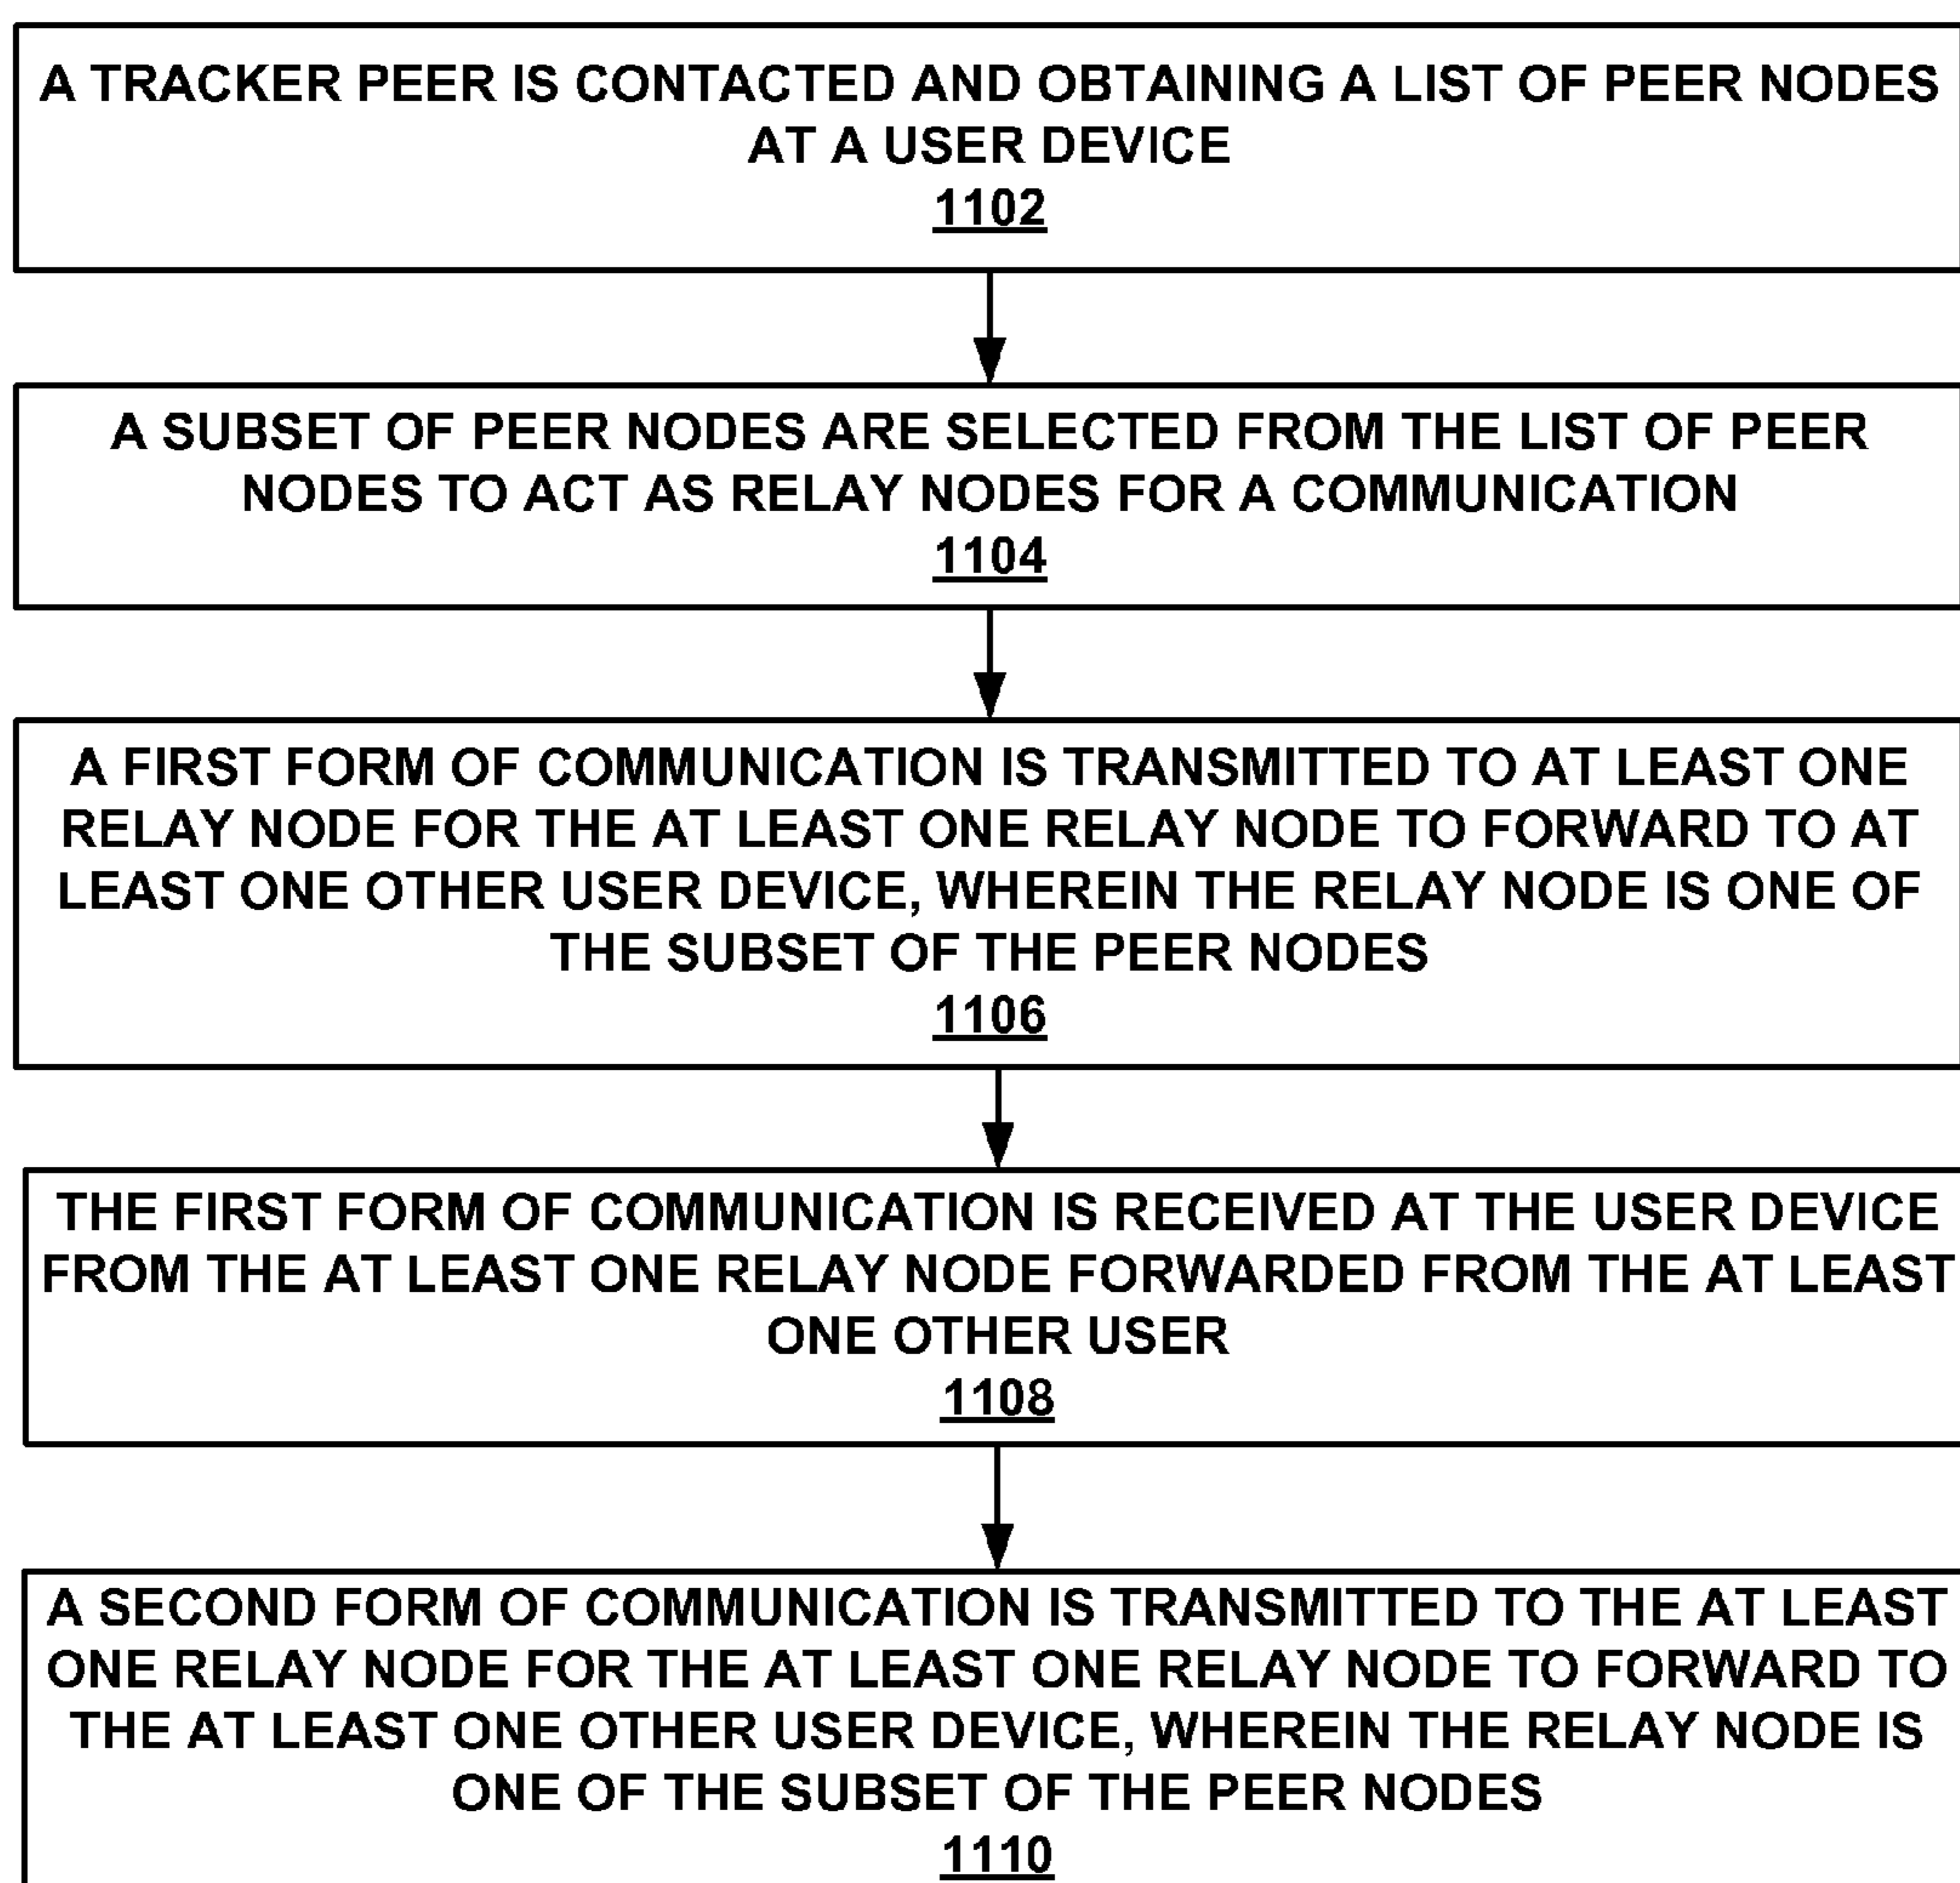 A TRACKER PEER IS CONTACTED AND OBTAINING A LIST OF PEER NODES
AT A USER DEVICE
1102
A SUBSET OF PEER NODES ARE SELECTED FROM THE LIST OF PEER
NODES TO ACT AS RELAY NODES FOR A COMMUNICATION
1104
A FIRST FORM OF COMMUNICATION IS TRANSMITTED TO AT LEAST ONE
RELAY NODE FOR THE AT LEAST ONE RELAY NODE TO FORWARD TO AT
LEAST ONE OTHER USER DEVICE, WHEREIN THE RELAY NODE IS ONE OF
THE SUBSET OF THE PEER NODES
1106
THE FIRST FORM OF COMMUNICATION IS RECEIVED AT THE USER DEVICE
FROM THE AT LEAST ONE RELAY NODE FORWARDED FROM THE AT LEAST
ONE OTHER USER
1108
A SECOND FORM OF COMMUNICATION IS TRANSMITTED TO THE AT LEAST
ONE RELAY NODE FOR THE AT LEAST ONE RELAY NODE TO FORWARD TO
THE AT LEAST ONE OTHER USER DEVICE, WHEREIN THE RELAY NODE IS
ONE OF THE SUBSET OF THE PEER NODES
1110